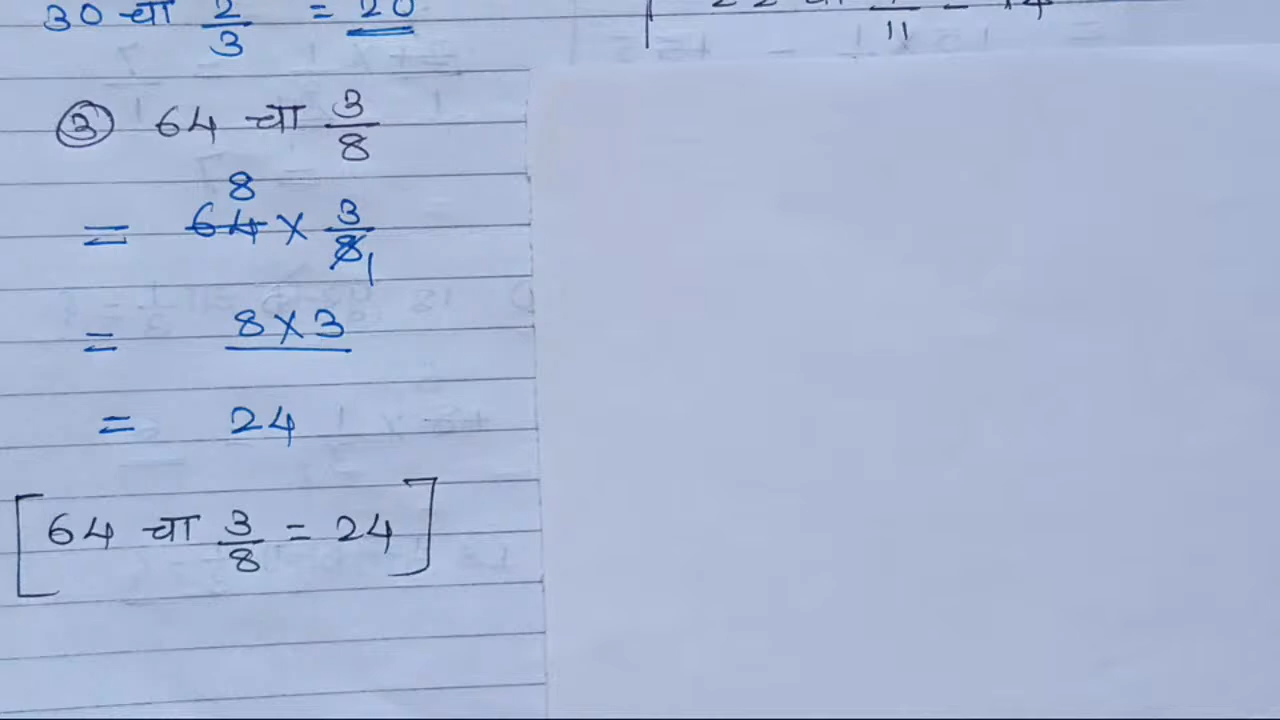 30 चा 2/3 = 20
11
③ 64 चा 3/8
8
= 64 × 3/8 1
= 8 × 3
= 24
[64 चा 3/8 = 24]